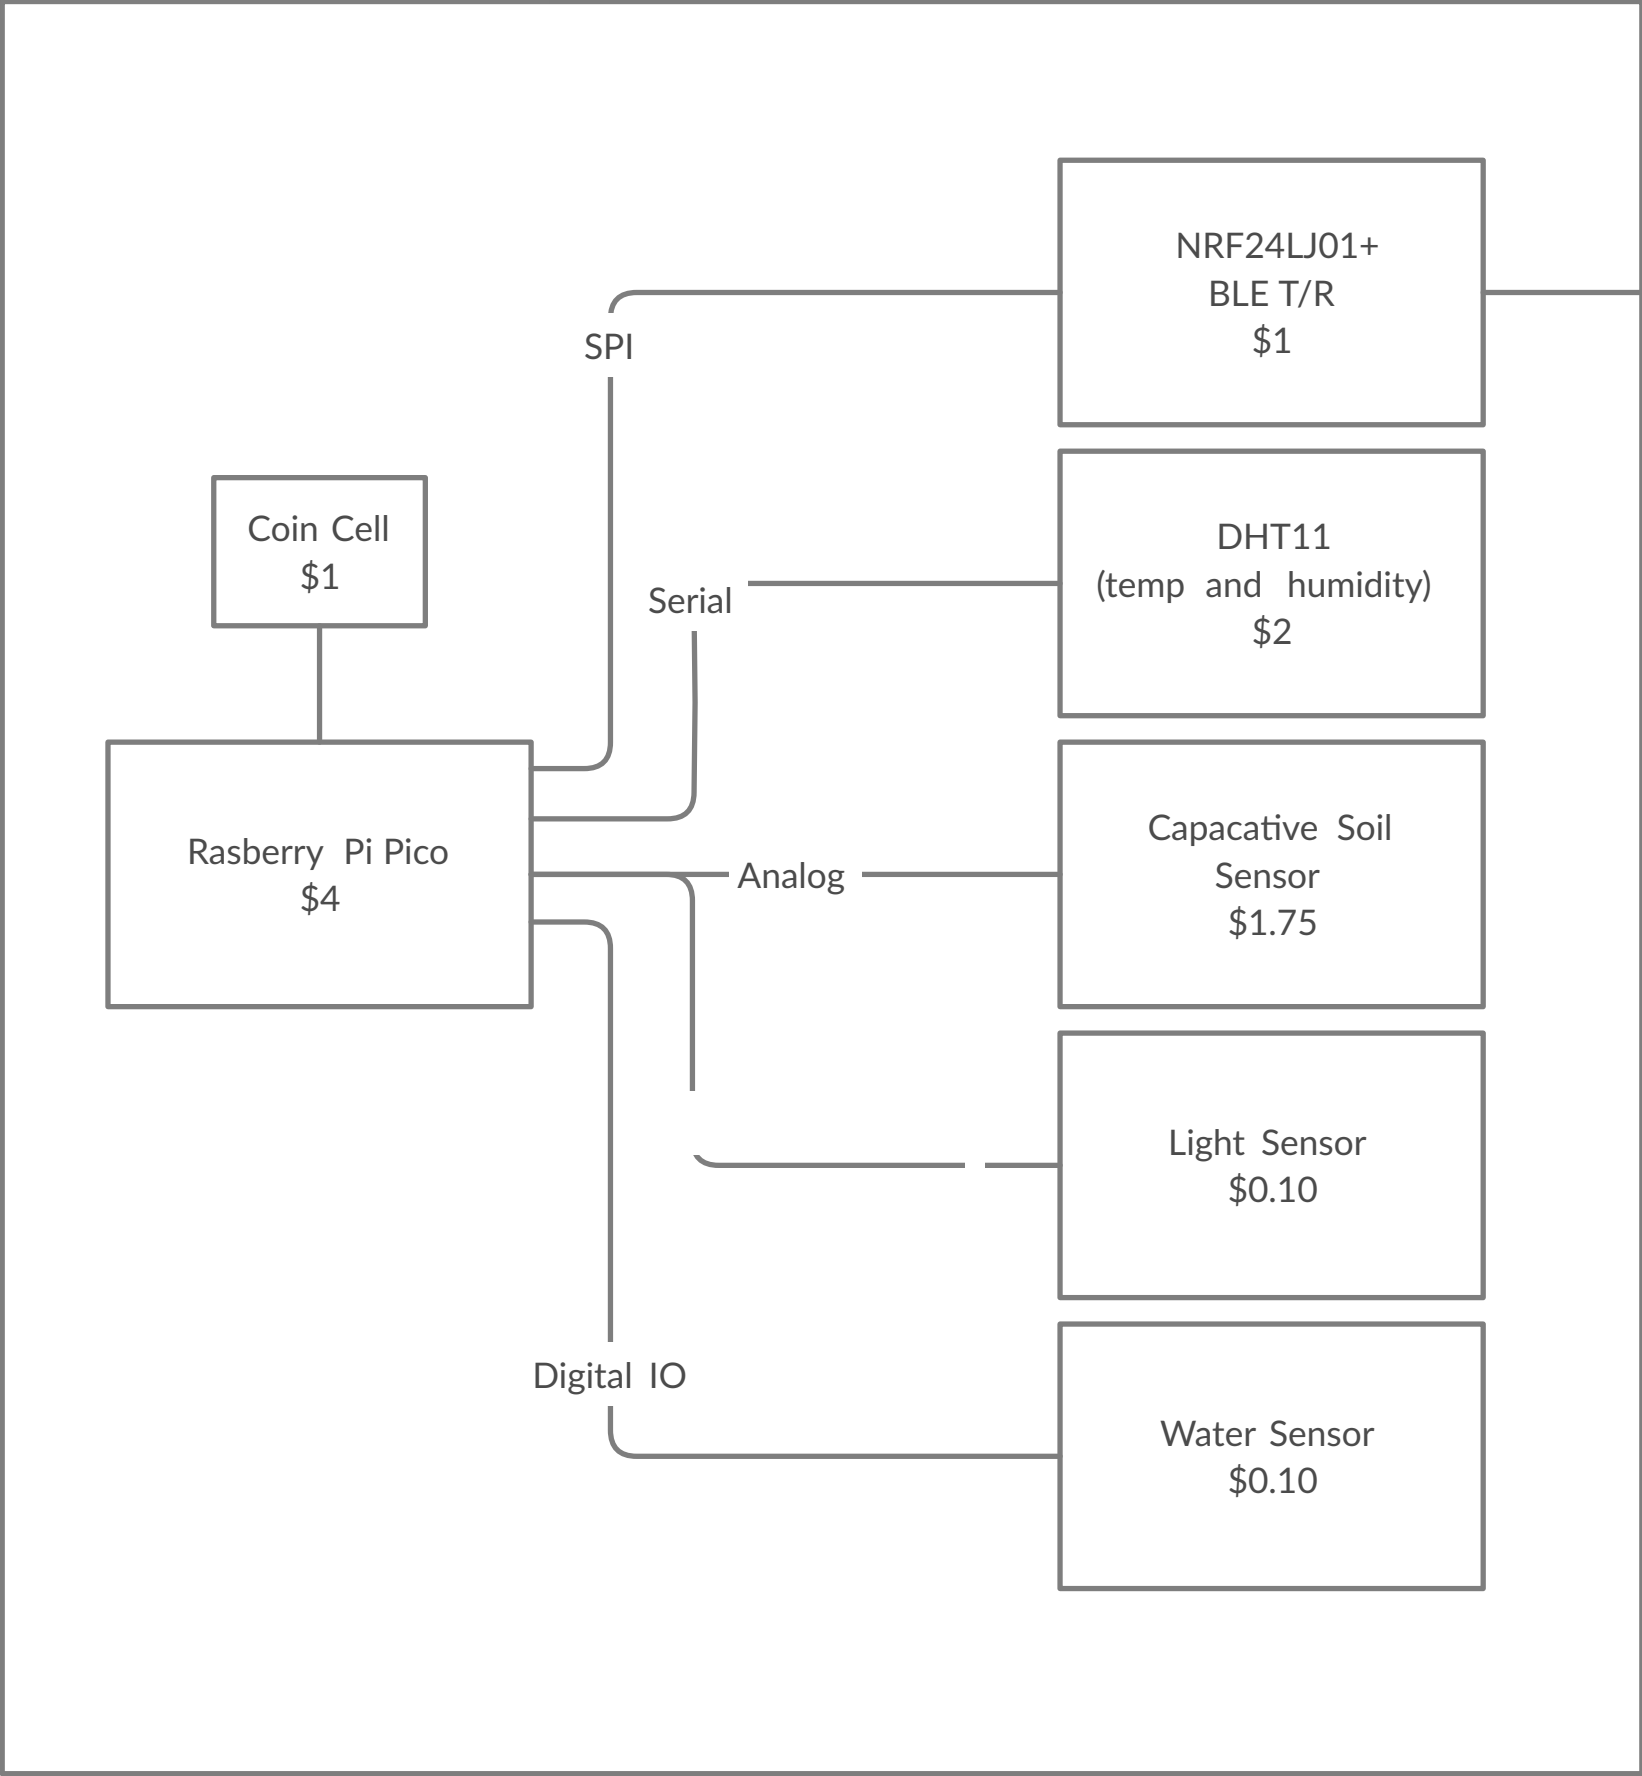 NRF24LJ01+
BLE T/R
$1
SPI
Coin Cell
$1
DHT11
(temp and humidity)
$2
Serial
Rasberry Pi Pico
$4
Analog
Capacative Soil
Sensor
$1.75
Light Sensor
$0.10
Digital IO
Water Sensor
$0.10